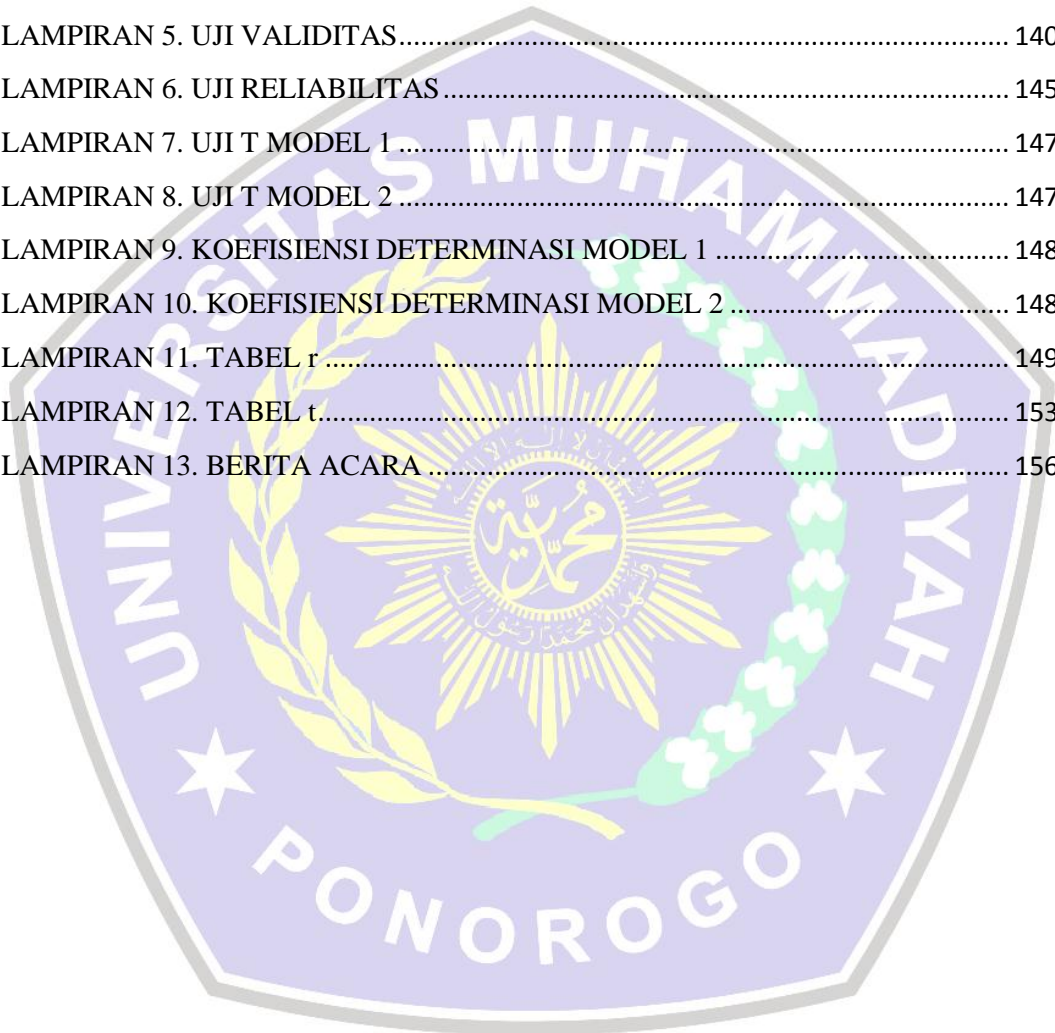 LAMPIRAN 5. UJI VALIDITAS.......... 140
LAMPIRAN 6. UJI RELIABILITAS.......... 145
LAMPIRAN 7. UJI T MODEL 1.......... 147
LAMPIRAN 8. UJI T MODEL 2.......... 147
LAMPIRAN 9. KOEFISIENSI DETERMINASI MODEL 1.......... 148
LAMPIRAN 10. KOEFISIENSI DETERMINASI MODEL 2.......... 148
LAMPIRAN 11. TABEL r.......... 149
LAMPIRAN 12. TABEL t.......... 153
LAMPIRAN 13. BERITA ACARA.......... 156
UNIVERSITAS MUHAMMADIYAH
PONOROGO
محمدية